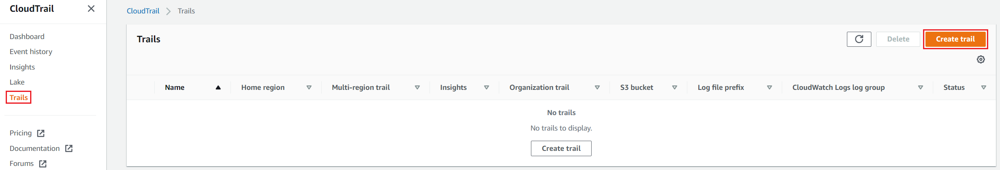 CloudTrail
Dashboard
Event history
Insights
Lake
Trails
Pricing
Documentation
Forums
CloudTrail Trails
Trails
Delete Create trail
Name Home region Multi-region trail Insights Organization trail S3 bucket Log file prefix CloudWatch Logs log group Status
No trails
No trails to display.
Create trail